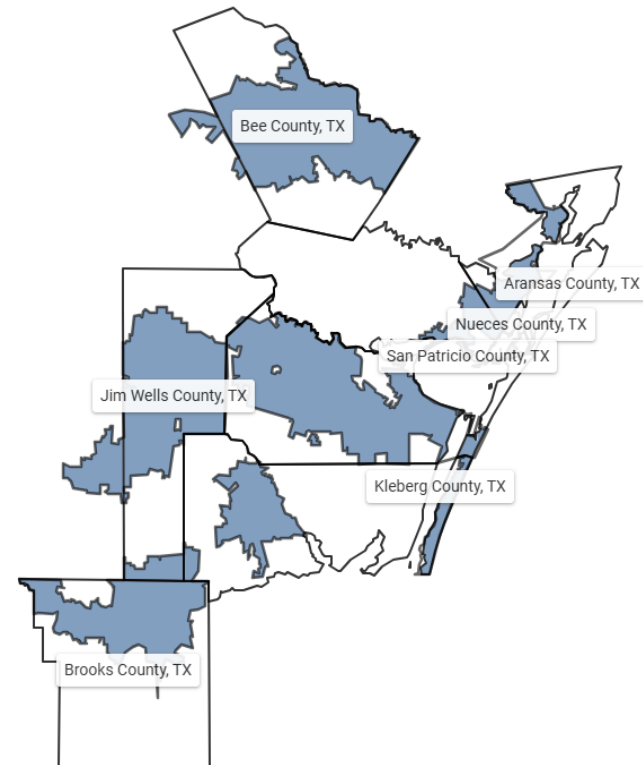 Bee County, TX
Aransas County, TX
Nueces County, TX
San Patricio County, TX
Jim Wells County, TX
Kleberg County, TX
Brooks County, TX